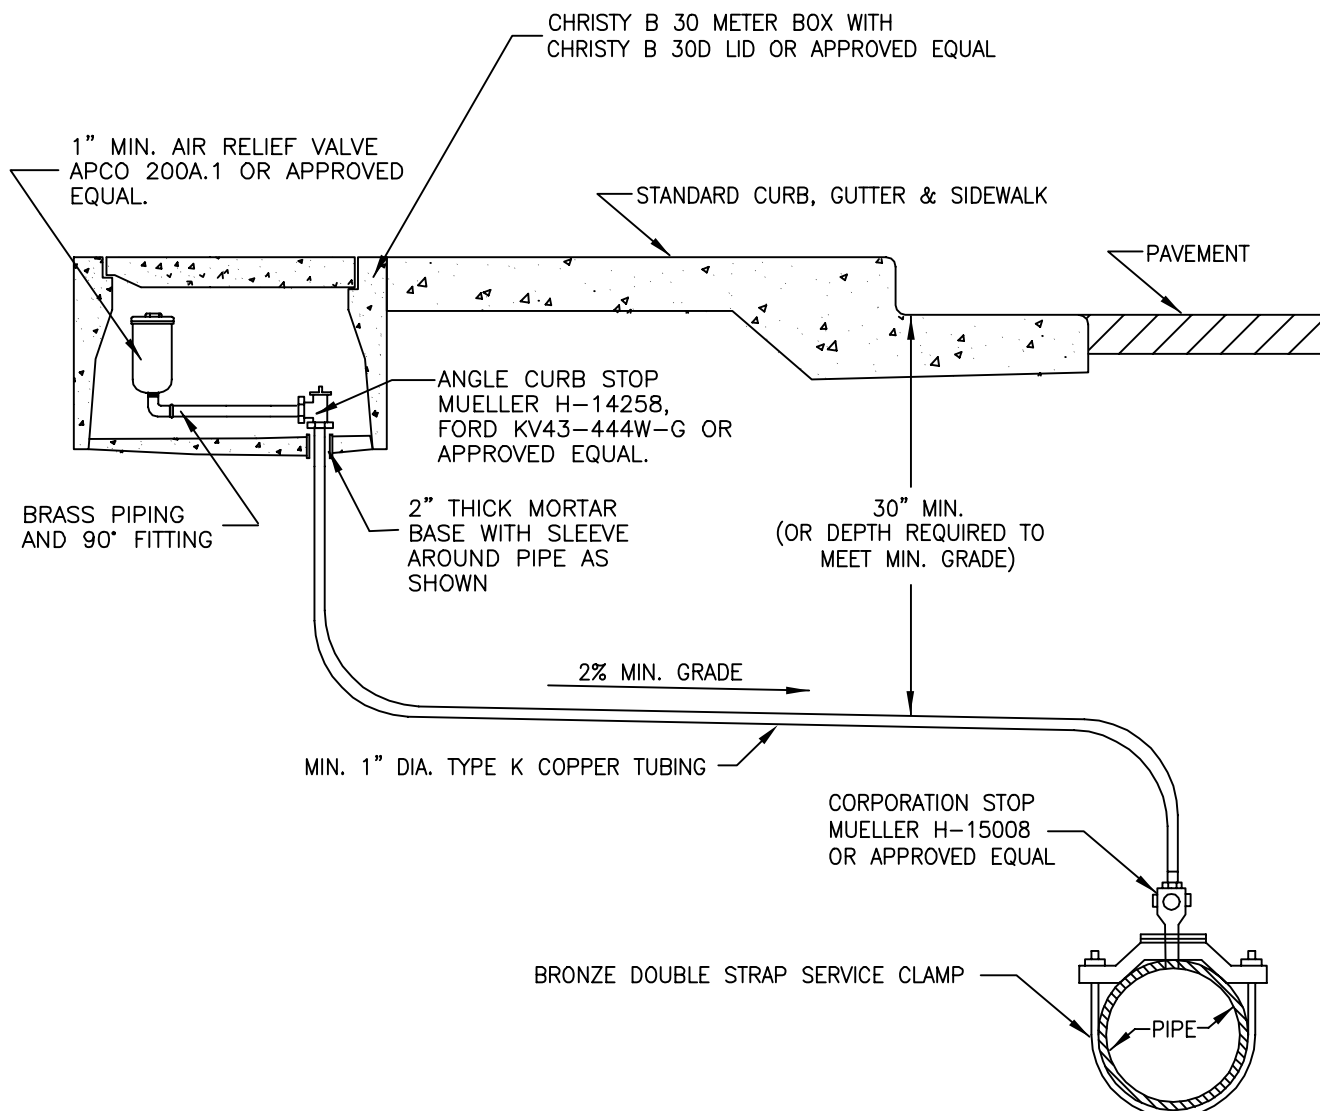 CHRISTY B 30 METER BOX WITH
CHRISTY B 30D LID OR APPROVED EQUAL
1” MIN. AIR RELIEF VALVE
APCO 200A.1 OR APPROVED
EQUAL.
STANDARD CURB, GUTTER & SIDEWALK
PAVEMENT
ANGLE CURB STOP
MUELLER H-14258,
FORD KV43-444W-G OR
APPROVED EQUAL.
BRASS PIPING
AND 90° FITTING
2” THICK MORTAR
BASE WITH SLEEVE
AROUND PIPE AS
SHOWN
30” MIN.
(OR DEPTH REQUIRED TO
MEET MIN. GRADE)
2% MIN. GRADE
MIN. 1” DIA. TYPE K COPPER TUBING
CORPORATION STOP
MUELLER H-15008
OR APPROVED EQUAL
BRONZE DOUBLE STRAP SERVICE CLAMP
PIPE